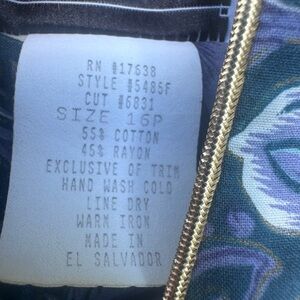 RN #17638
STYLE #5485F
CUT #6831
SIZE 16P
55% COTTON
45% RAYON
EXCLUSIVE OF TRIM
HAND WASH COLD
LINE DRY
WARM IRON
MADE IN
EL SALVADOR